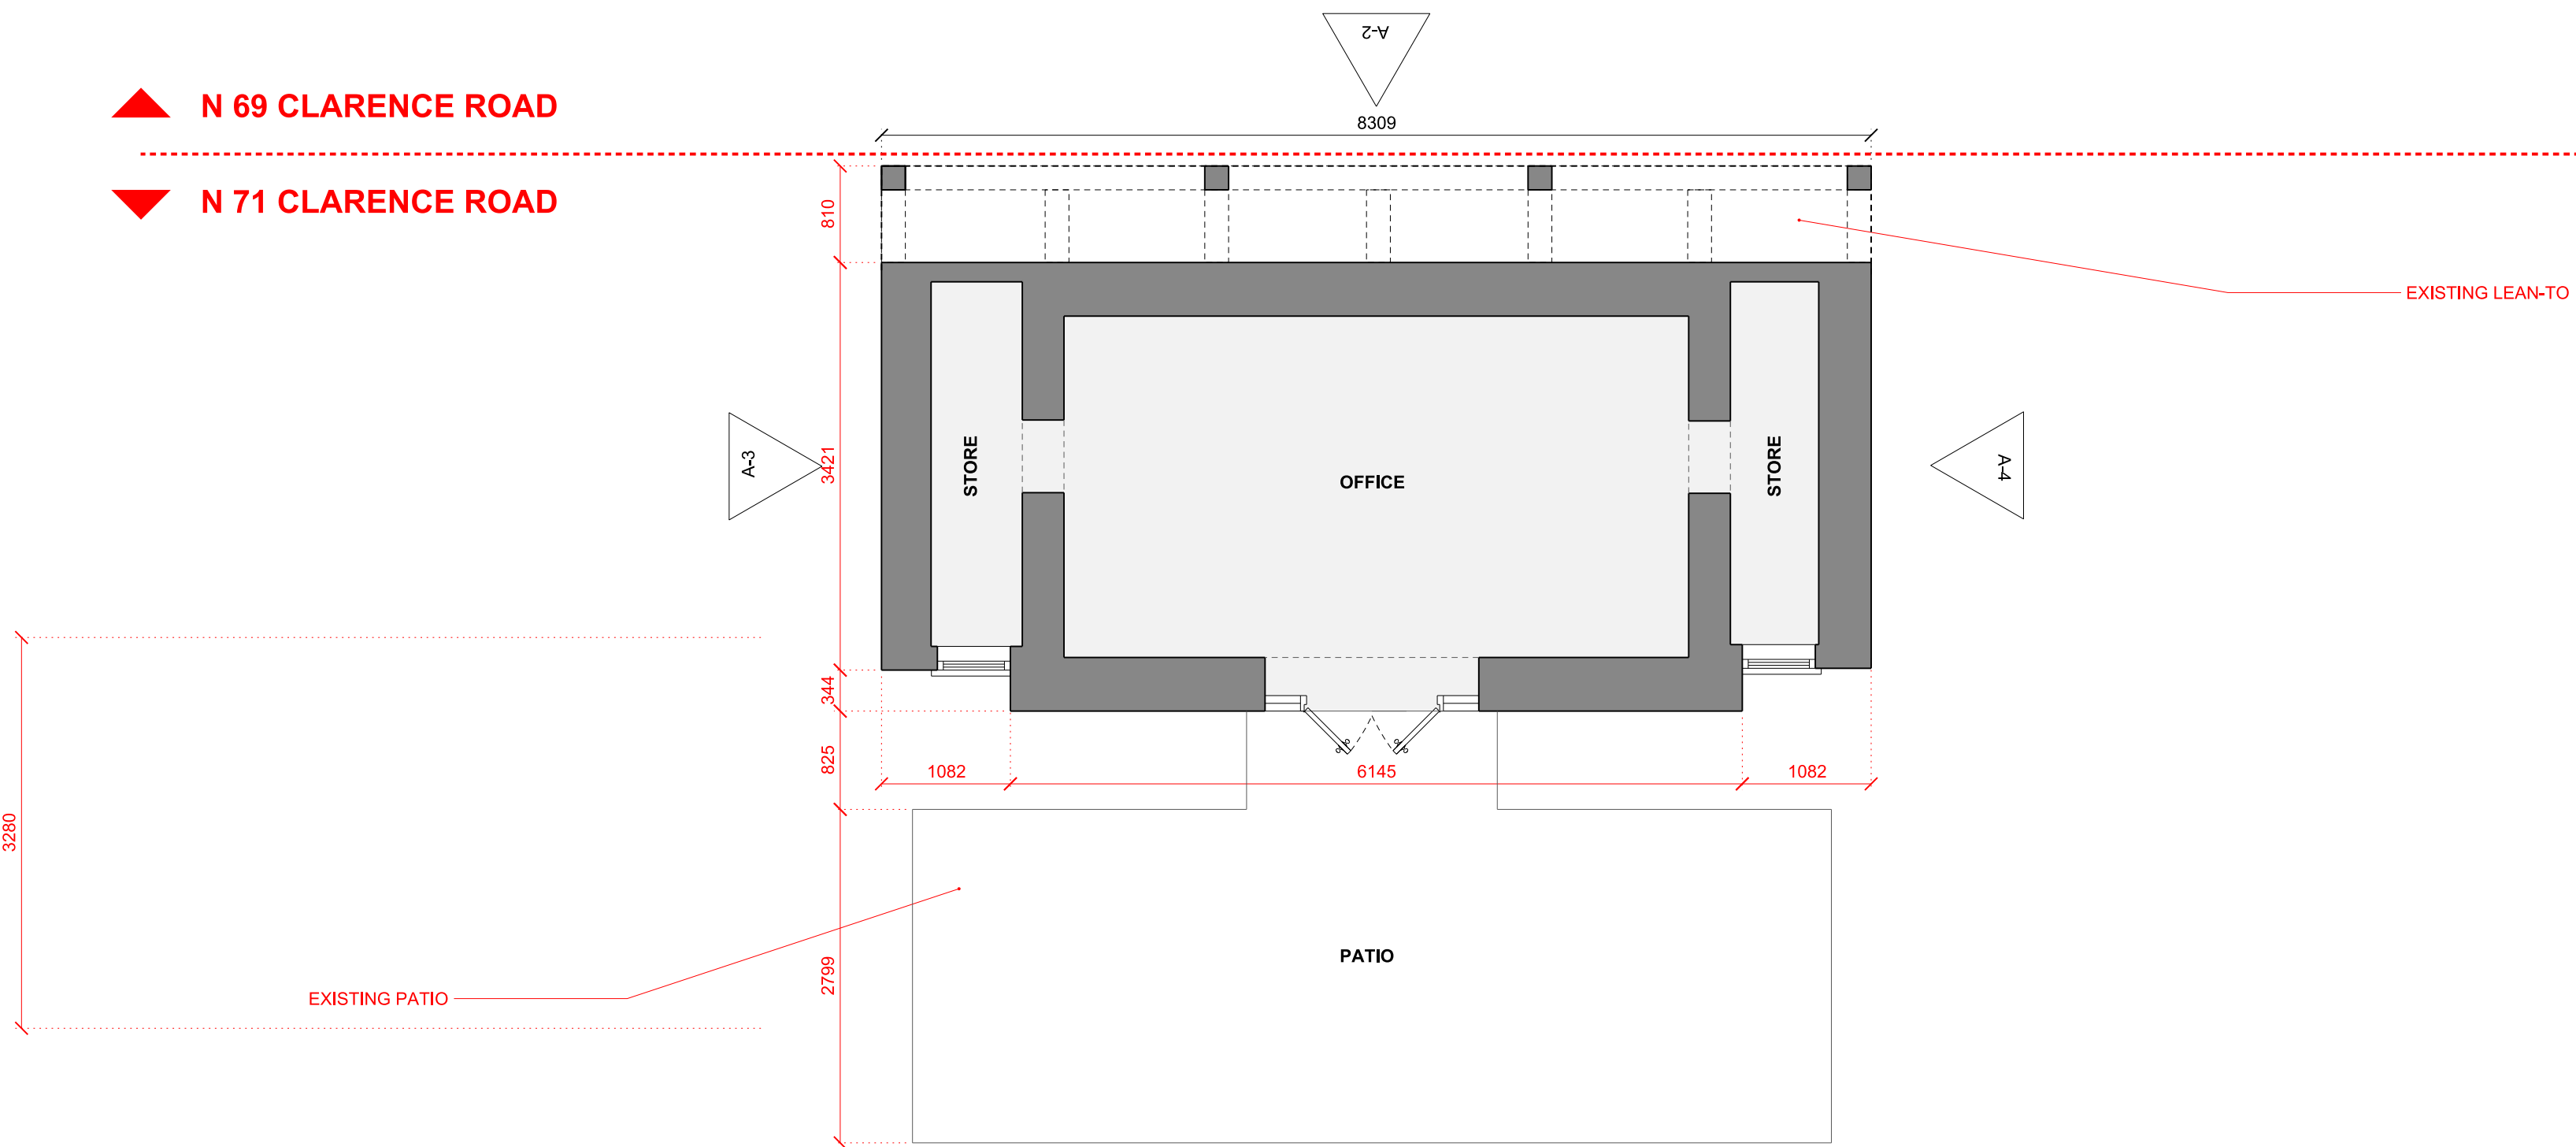 A-2
N 69 CLARENCE ROAD
8309
N 71 CLARENCE ROAD
810
EXISTING LEAN-TO
A-3
3421
STORE
OFFICE
STORE
A-4
344
825
1082
6145
1082
3280
PATIO
2799
EXISTING PATIO